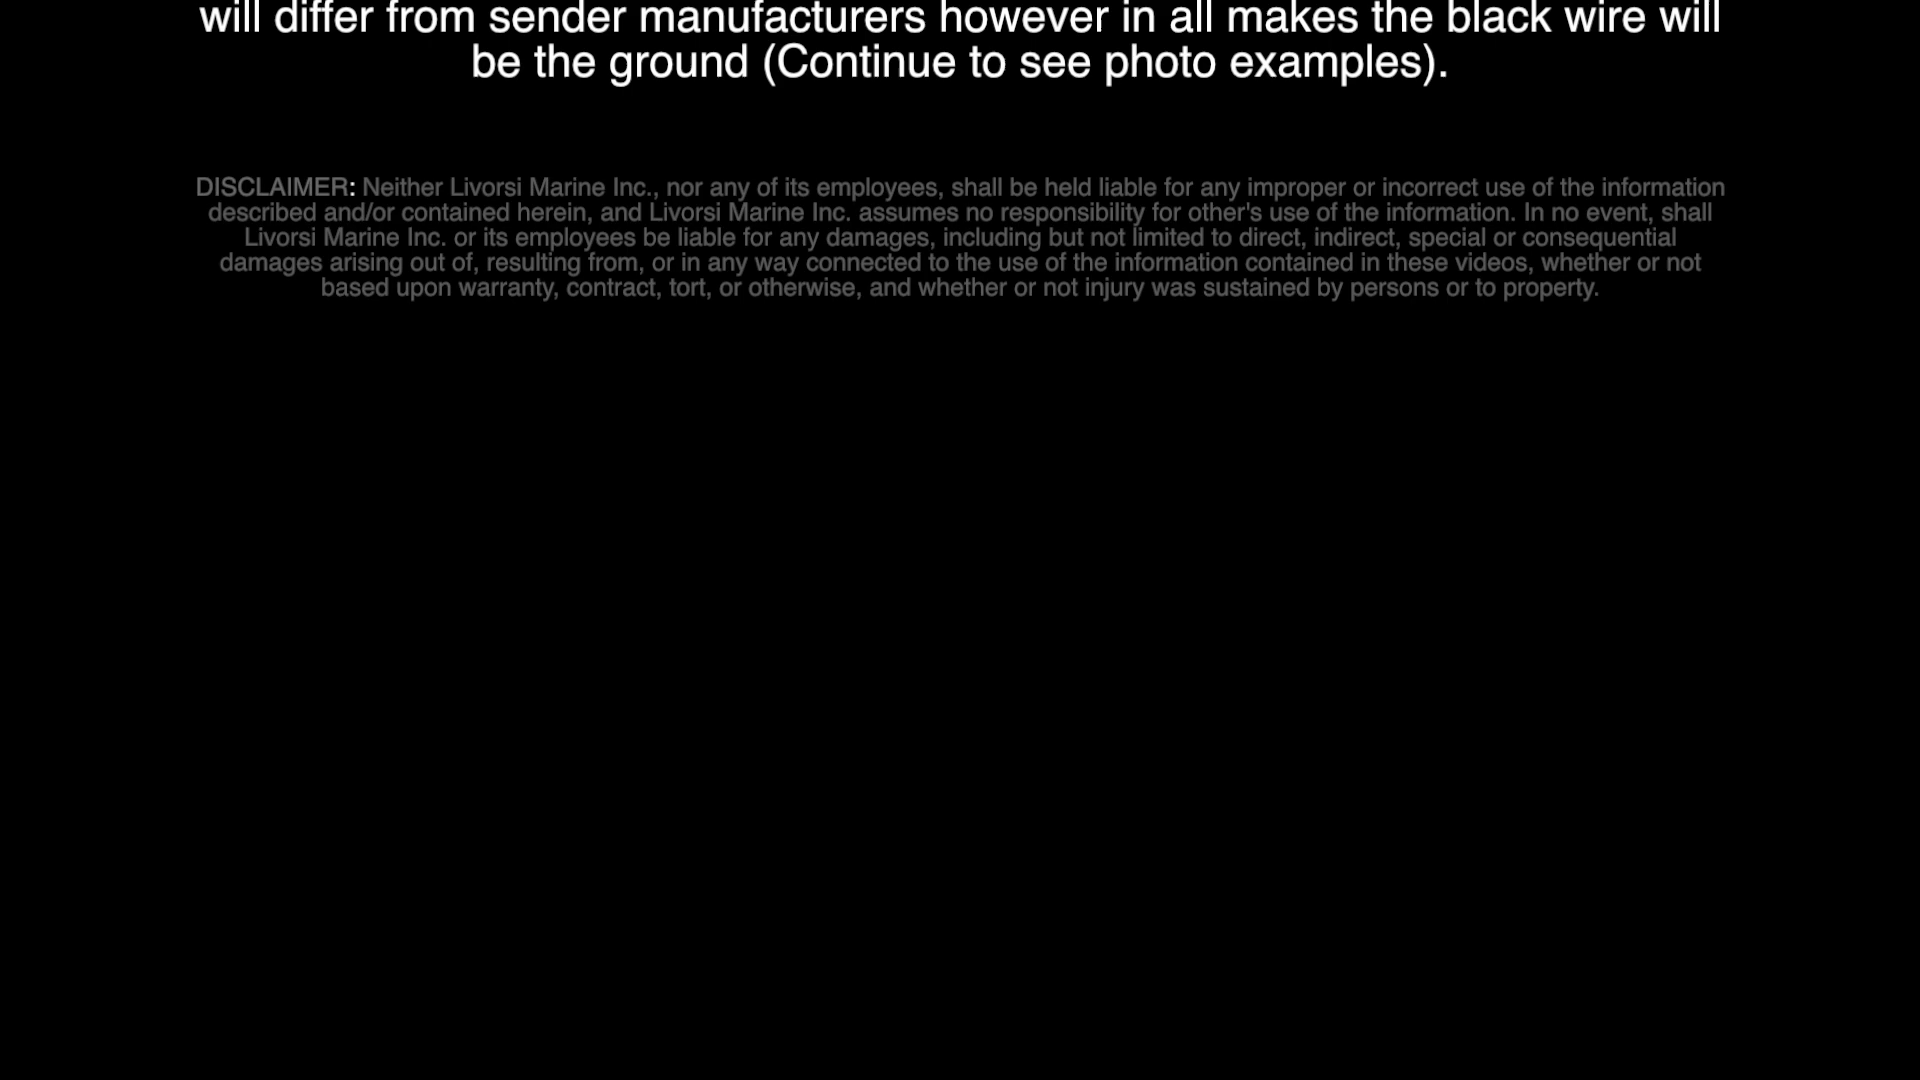 will differ from sender manufacturers however in all makes the black wire will
be the ground (Continue to see photo examples).
DISCLAIMER: Neither Livorsi Marine Inc., nor any of its employees, shall be held liable for any improper or incorrect use of the information
described and/or contained herein, and Livorsi Marine Inc. assumes no responsibility for other's use of the information. In no event, shall
Livorsi Marine Inc. or its employees be liable for any damages, including but not limited to direct, indirect, special or consequential
damages arising out of, resulting from, or in any way connected to the use of the information contained in these videos, whether or not
based upon warranty, contract, tort, or otherwise, and whether or not injury was sustained by persons or to property.